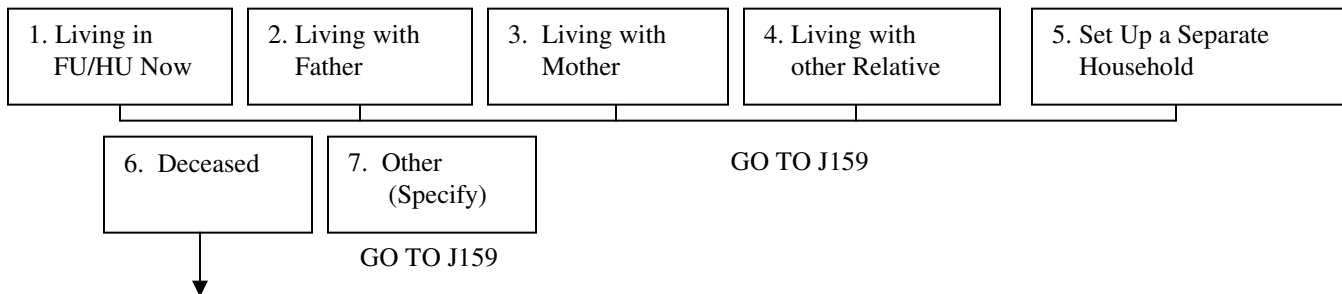 1. Living in
FU/HU Now
2. Living with
Father
3. Living with
Mother
4. Living with
other Relative
5. Set Up a Separate
Household
6. Deceased
7. Other
(Specify)
GO TO J159
GO TO J159